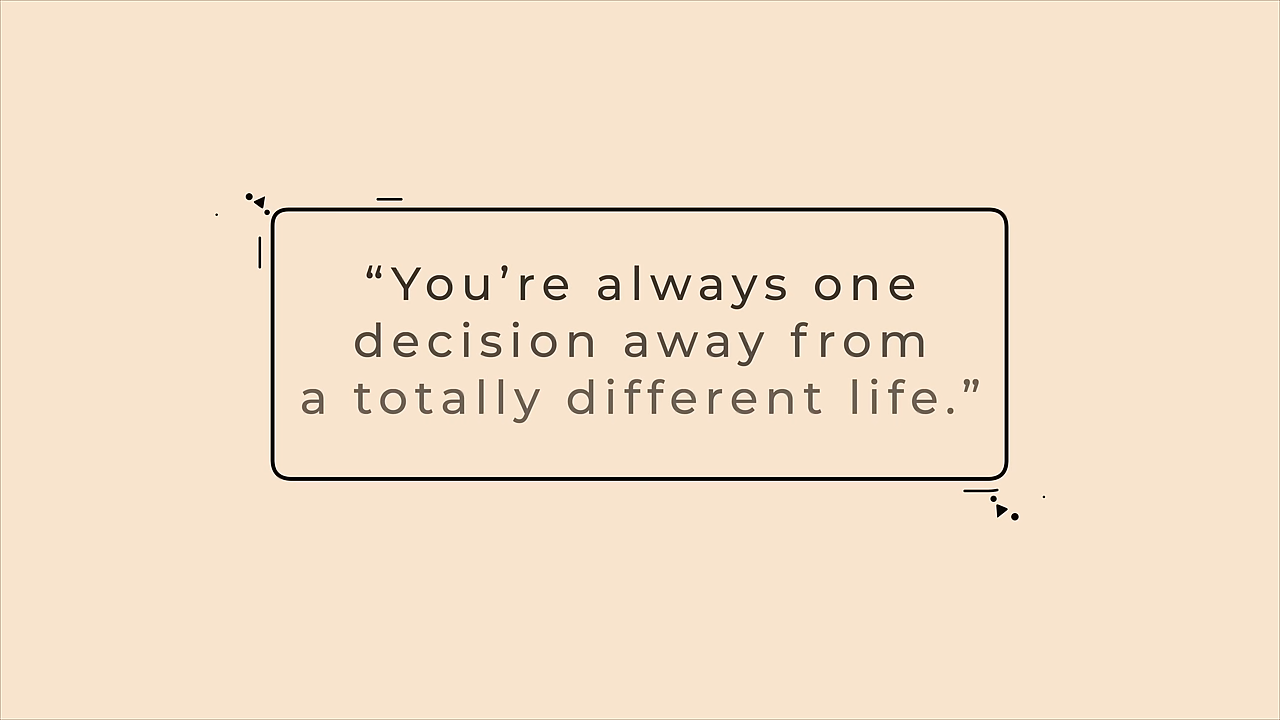 “You’re always one
decision away from
a totally different life.”